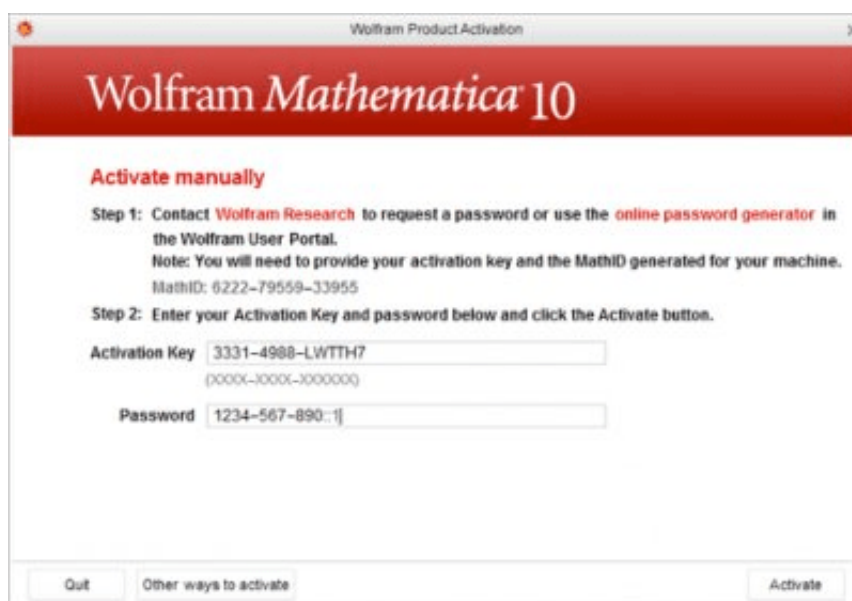 Wolfram Product Activation
Wolfram Mathematica 10
Activate manually
Step 1: Contact Wolfram Research to request a password or use the online password generator in
the Wolfram User Portal.
Note: You will need to provide your activation key and the MathID generated for your machine.
MathID: 6222-79559-33955
Step 2: Enter your Activation Key and password below and click the Activate button.
Activation Key 3331-4988-LWTTH7
(XXXX-XXXX-XXXXXX)
Password 1234-567-890::1
Quit Other ways to activate Activate